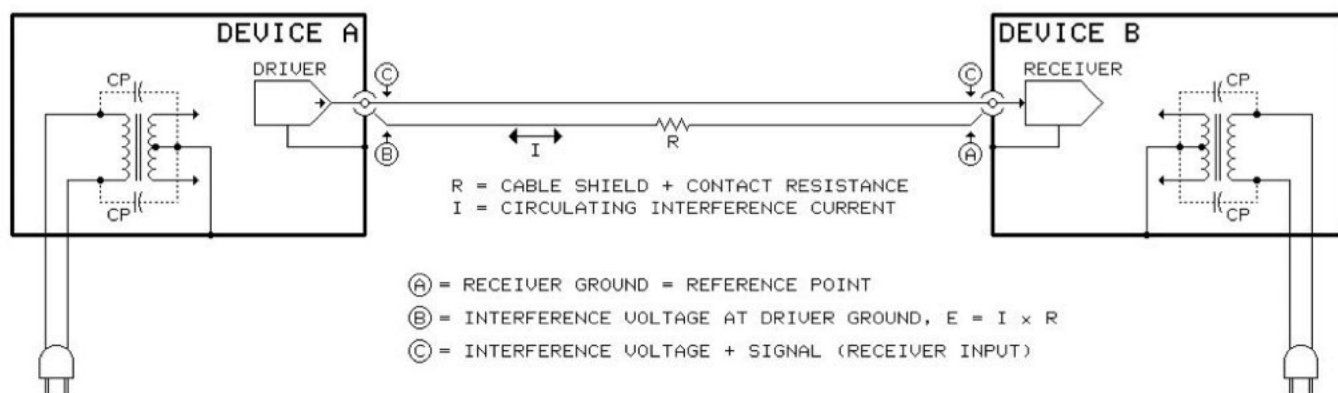 DEVICE A
DRIVER
CP
CP
C
B
I
R
C
A
DEVICE B
RECEIVER
CP
CP
R = CABLE SHIELD + CONTACT RESISTANCE
I = CIRCULATING INTERFERENCE CURRENT
A = RECEIVER GROUND = REFERENCE POINT
B = INTERFERENCE VOLTAGE AT DRIVER GROUND, E = I × R
C = INTERFERENCE VOLTAGE + SIGNAL (RECEIVER INPUT)